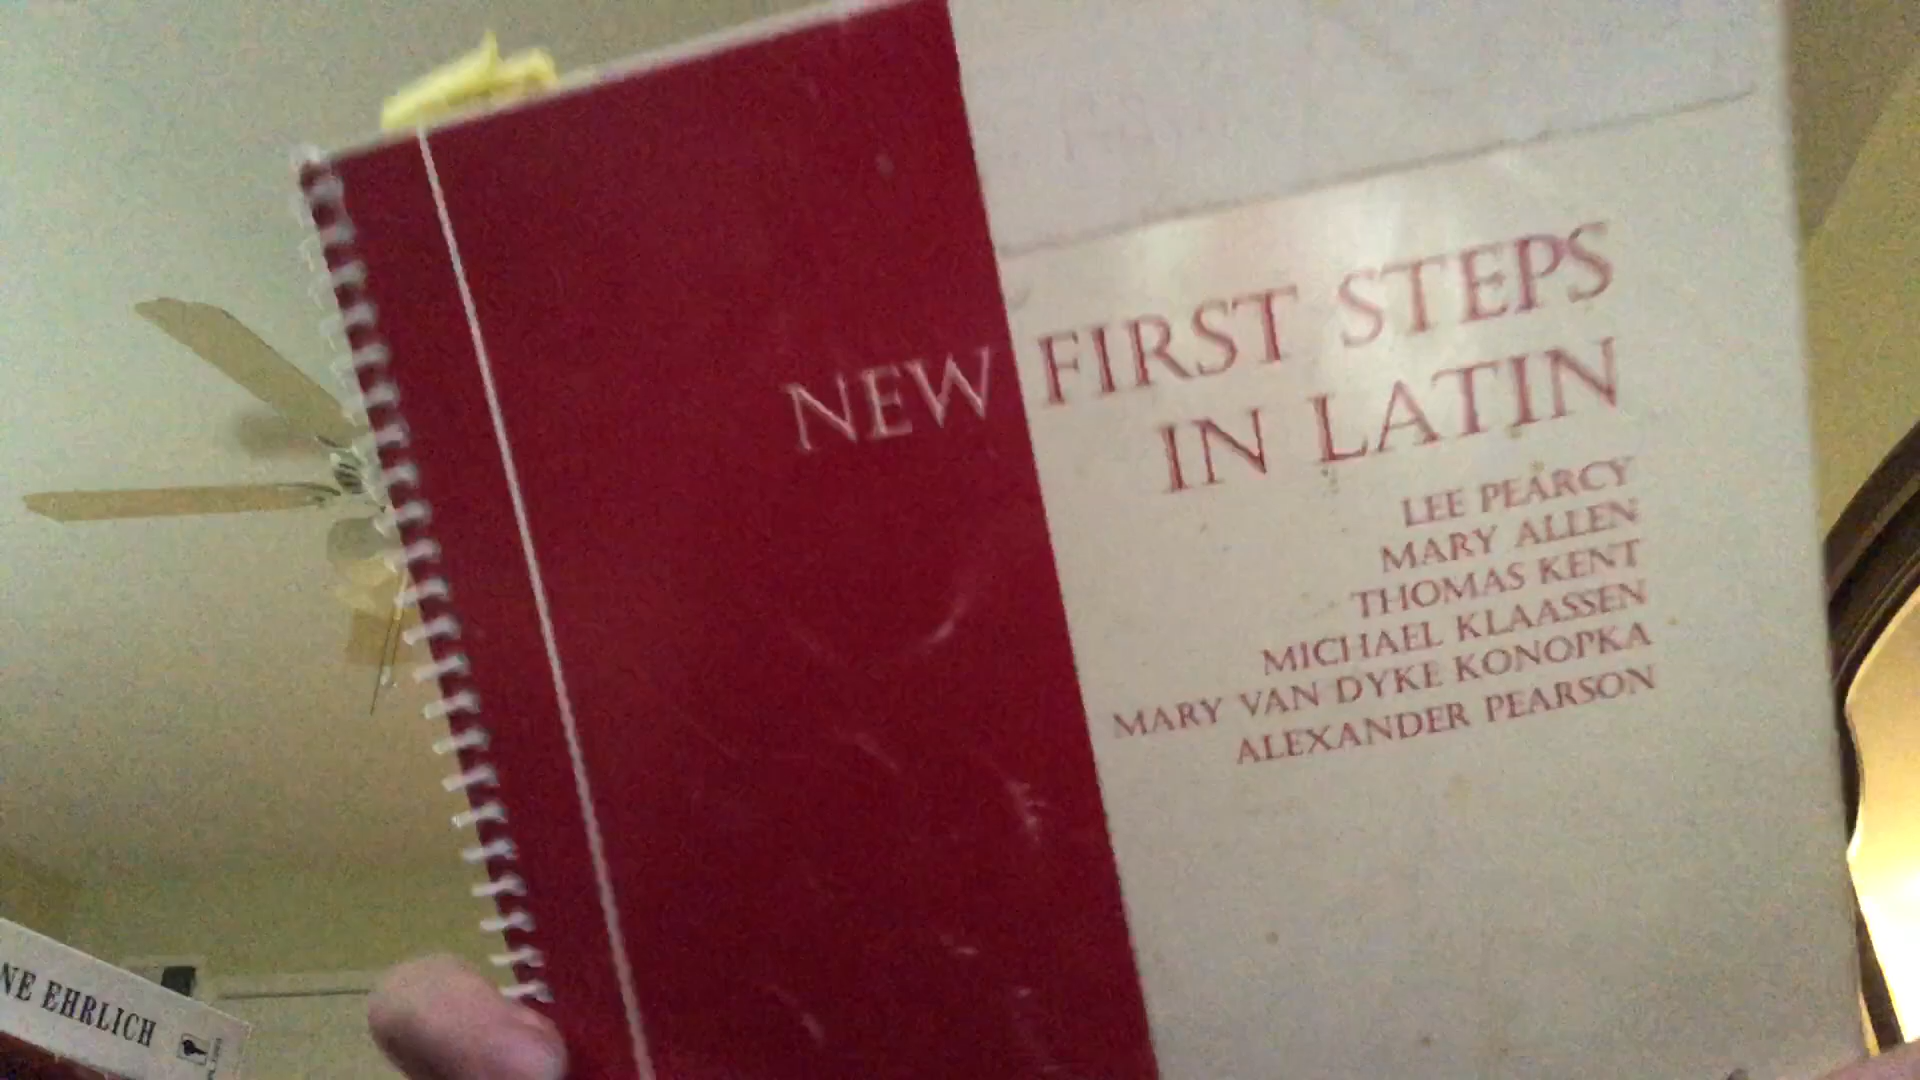 NEW FIRST STEPS
IN LATIN
LEE PEARCY
MARY ALLEN
THOMAS KENT
MICHAEL KLAASSEN
MARY VAN DYKE KONOPKA
ALEXANDER PEARSON
NE EHRLICH